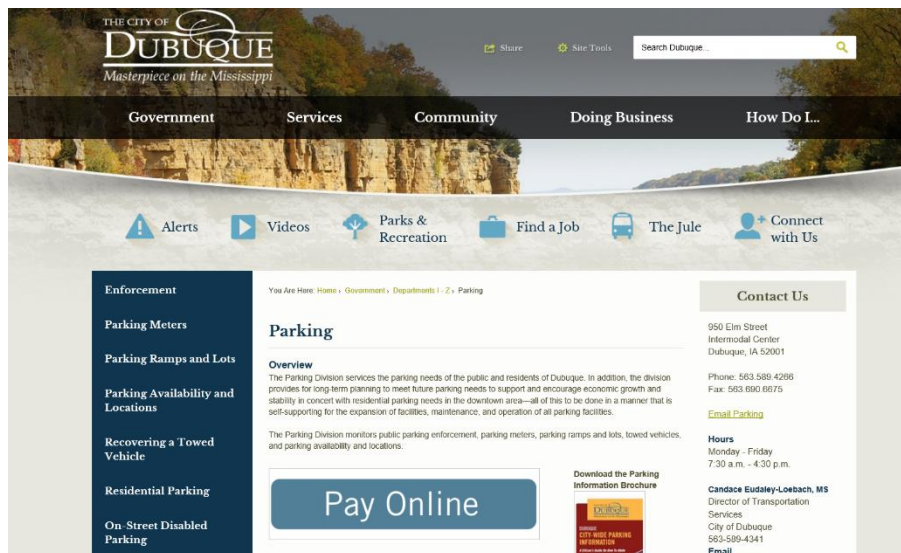 THE CITY OF
DUBUQUE
Masterpiece on the Mississippi
Share
Site Tools
Search Dubuque...
Government
Services
Community
Doing Business
How Do I...
Alerts
Videos
Parks &
Recreation
Find a Job
The Jule
Connect
with Us
Enforcement
Parking Meters
Parking Ramps and Lots
Parking Availability and
Locations
Recovering a Towed
Vehicle
Residential Parking
On-Street Disabled
Parking
You Are Here: Home › Government › Departments I - Z › Parking
Parking
Overview
The Parking Division services the parking needs of the public and residents of Dubuque. In addition, the division
provides for long-term planning to meet future parking needs to support and encourage economic growth and
stability in concert with residential parking needs in the downtown area—all of this to be done in a manner that is
self-supporting for the expansion of facilities, maintenance, and operation of all parking facilities.
The Parking Division monitors public parking enforcement, parking meters, parking ramps and lots, towed vehicles,
and parking availability and locations.
Pay Online
Download the Parking
Information Brochure
DUBUQUE
CITY-WIDE PARKING
INFORMATION
Contact Us
950 Elm Street
Intermodal Center
Dubuque, IA 52001
Phone: 563.589.4266
Fax: 563.690.6675
Email Parking
Hours
Monday - Friday
7:30 a.m. - 4:30 p.m.
Candace Eudaley-Loebach, MS
Director of Transportation
Services
City of Dubuque
563-589-4341
Email